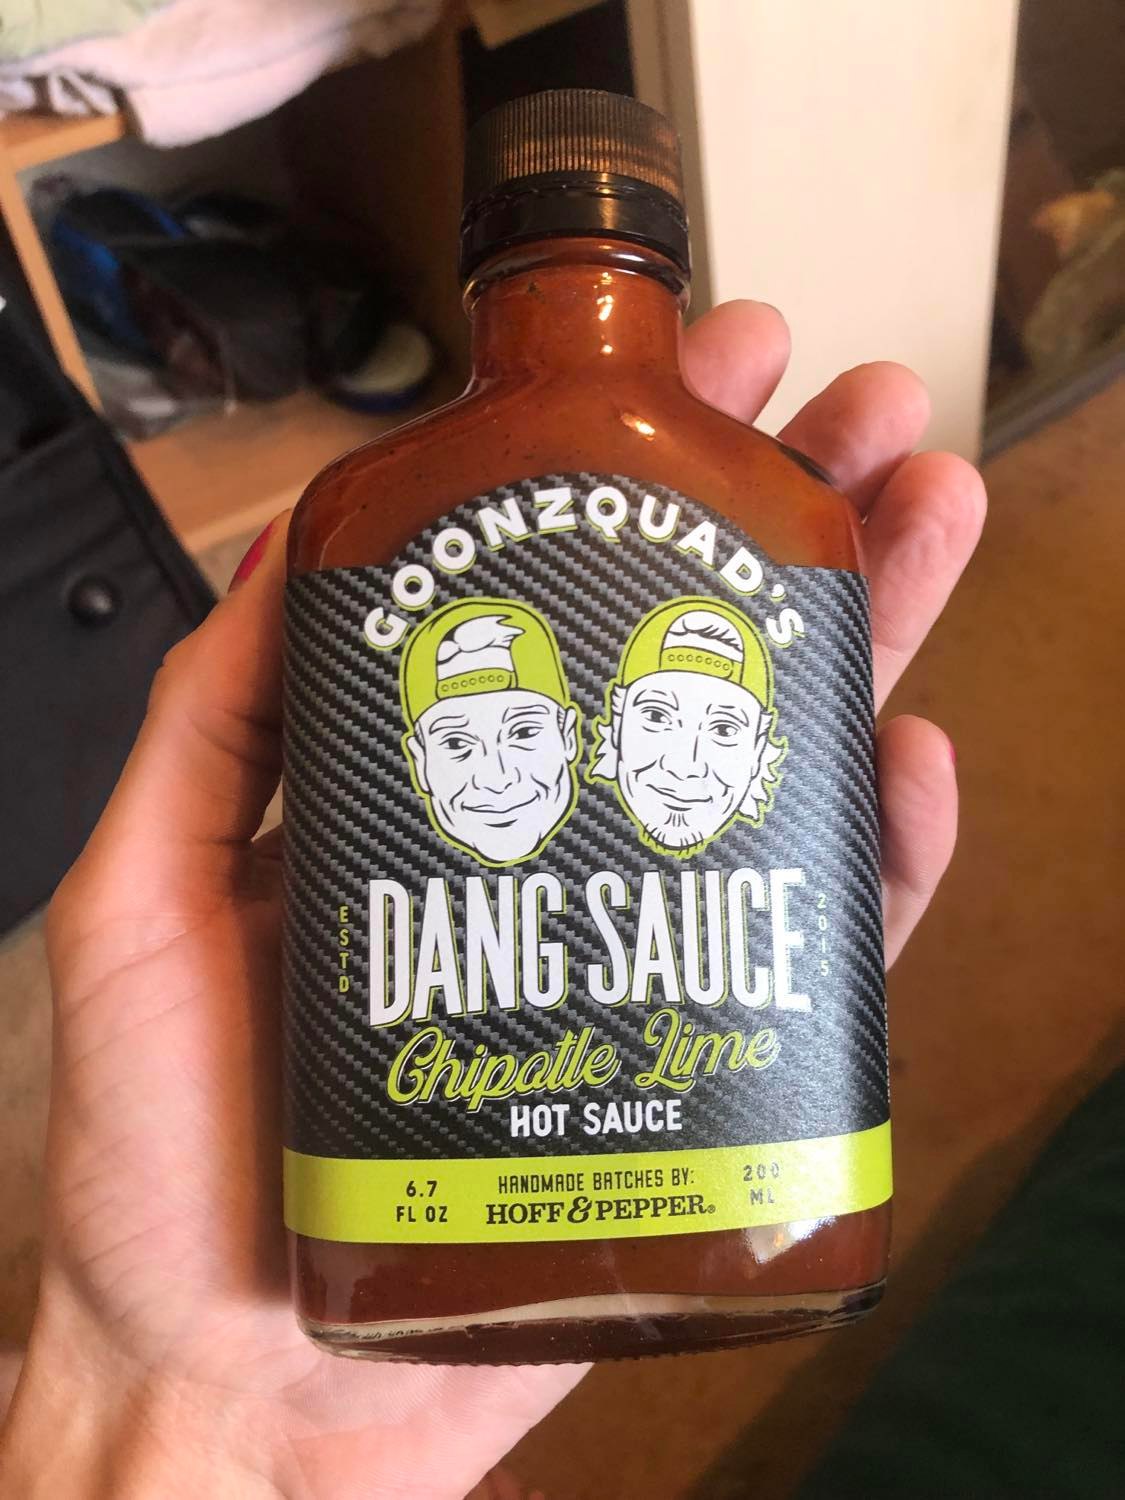 GOONZQUAD'S
DANG SAUCE
ESTD
2015
Chipotle Lime
HOT SAUCE
6.7
FL OZ
HANDMADE BATCHES BY:
HOFF & PEPPER®
200
ML